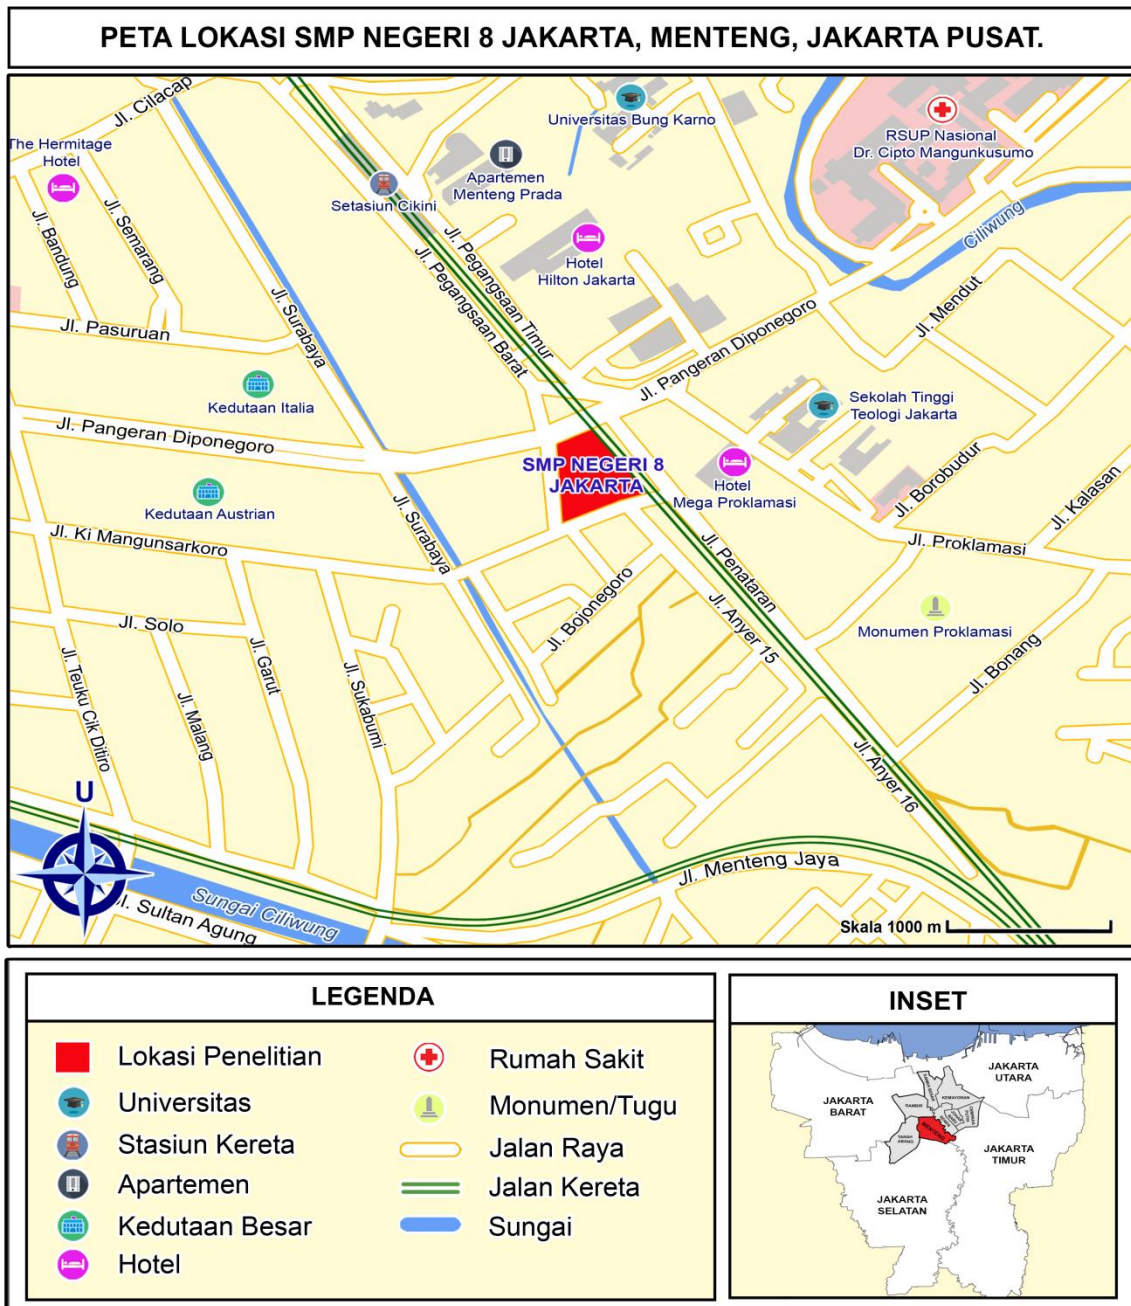 PETA LOKASI SMP NEGERI 8 JAKARTA, MENTENG, JAKARTA PUSAT.
Jl. Cilacap
The Hermitage
Hotel
Jl. Bandung
Jl. Semarang
Jl. Pasuruan
Jl. Surabaya
Setasiun Cikini
Apartemen
Menteng Prada
Universitas Bung Karno
RSUP Nasional
Dr. Cipto Mangunkusumo
Ciliwung
Jl. Pegangsaan Timur
Jl. Pegangsaan Barat
Hotel
Hilton Jakarta
Jl. Mendut
Jl. Pangeran Diponegoro
Kedutaan Italia
Jl. Pangeran Diponegoro
Sekolah Tinggi
Teologi Jakarta
SMP NEGERI 8
JAKARTA
Hotel
Mega Proklamasi
Jl. Borobudur
Jl. Kalasan
Kedutaan Austrian
Jl. Ki Mangunsarkoro
Jl. Surabaya
Jl. Proklamasi
Jl. Penataran
Jl. Bojonegoro
Jl. Anyer 15
Monumen Proklamasi
Jl. Bonang
Jl. Solo
Jl. Teuku Cik Ditiro
Jl. Malang
Jl. Garut
Jl. Sukabumi
Jl. Anyer 16
U
Jl. Menteng Jaya
Sungai Ciliwung
Jl. Sultan Agung
Skala 1000 m
LEGENDA
Lokasi Penelitian
Universitas
Stasiun Kereta
Apartemen
Kedutaan Besar
Hotel
Rumah Sakit
Monumen/Tugu
Jalan Raya
Jalan Kereta
Sungai
INSET
JAKARTA
UTARA
JAKARTA
BARAT
KEMAYORAN
GAMBIR
MENTENG
TANAH
ABANG
JAKARTA
TIMUR
JAKARTA
SELATAN